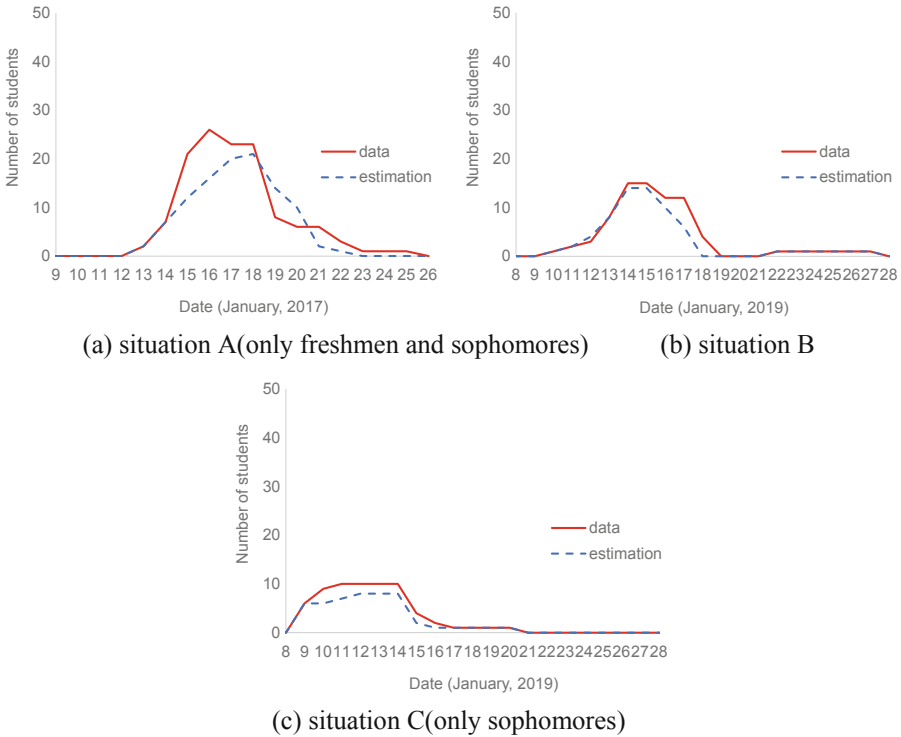 50
40
30
20
10
0
Number of students
data
estimation
9 10 11 12 13 14 15 16 17 18 19 20 21 22 23 24 25 26
Date (January, 2017)
(a) situation A(only freshmen and sophomores)
50
40
30
20
10
0
Number of students
data
estimation
8 9 10 11 12 13 14 15 16 17 18 19 20 21 22 23 24 25 26 27 28
Date (January, 2019)
(b) situation B
50
40
30
20
10
0
Number of students
data
estimation
8 9 10 11 12 13 14 15 16 17 18 19 20 21 22 23 24 25 26 27 28
Date (January, 2019)
(c) situation C(only sophomores)